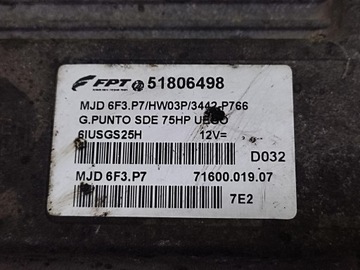 FPT 51806498
MJD 6F3.P7/HW03P/3442-P766
G.PUNTO SDE 75HP UEGO
6IUSGS25H 12V=
D032
MJD 6F3.P7 71600.019.07
7E2